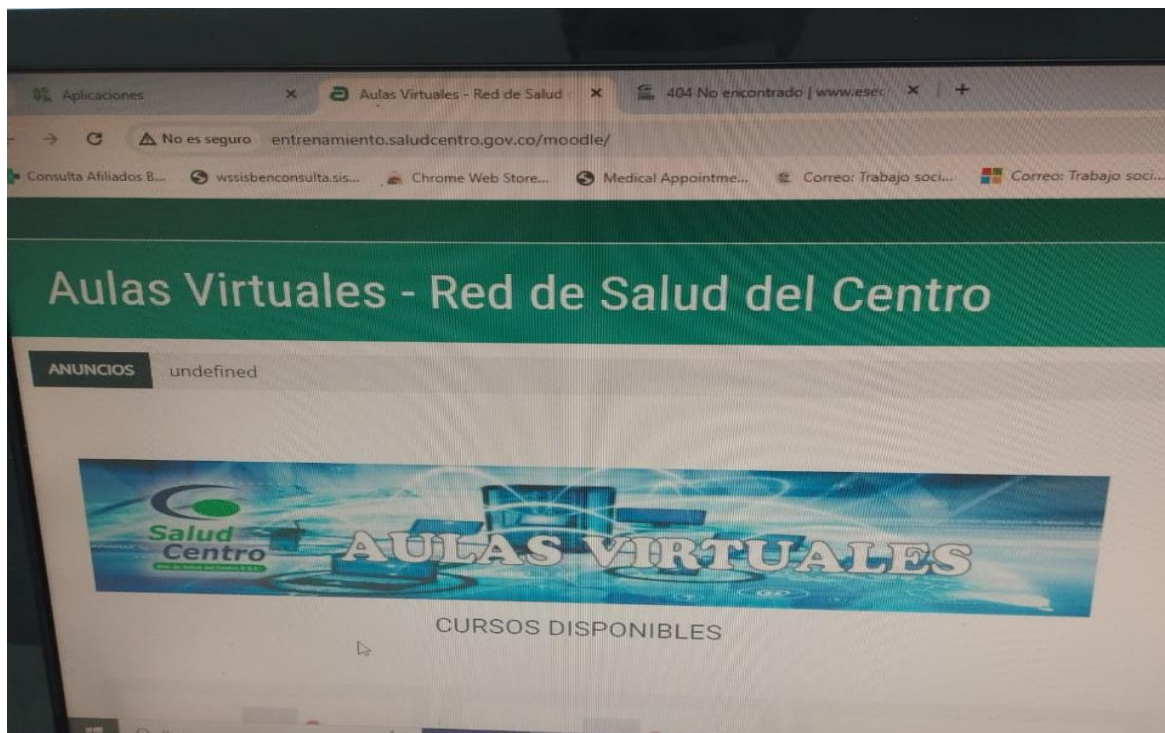 Aplicaciones
Aulas Virtuales - Red de Salud
404 No encontrado | www.ese
No es seguro entrenamiento.saludcentro.gov.co/moodle/
Consulta Afiliados B... wssisbenconsulta.sis... Chrome Web Store... Medical Appointme... Correo: Trabajo soci... Correo: Trabajo soci...
Aulas Virtuales - Red de Salud del Centro
ANUNCIOS undefined
Salud
Centro
AULAS VIRTUALES
CURSOS DISPONIBLES